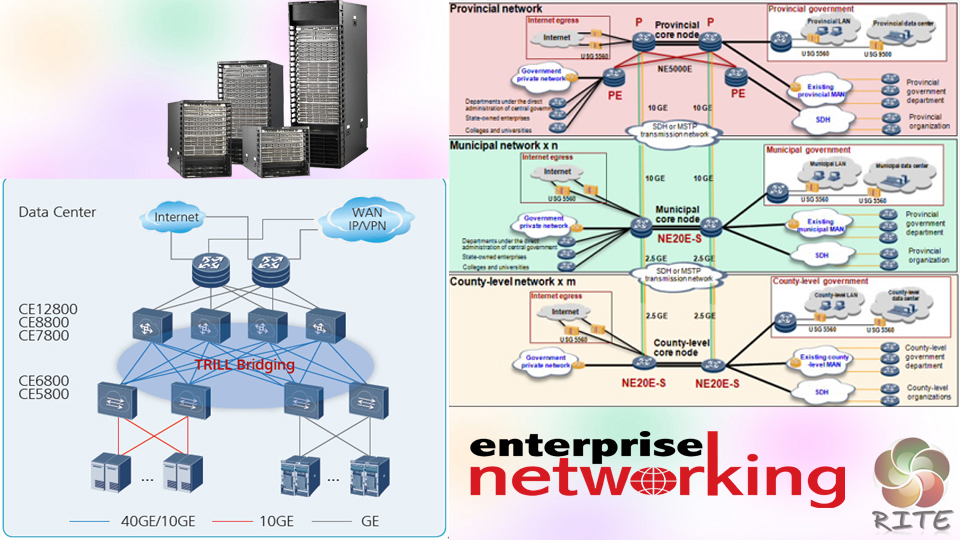 Data Center
Internet
WAN
IP/VPN
CE12800
CE8800
CE7800
TRILL Bridging
CE6800
CE5800
...
...
40GE/10GE
10GE
GE
Provincial network
Internet egress
Internet
USG 5560
P
P
Provincial
core node
NE5000E
Provincial government
Provincial LAN
Provincial data
center
USG 5560
USG 9500
Government
private network
PE
PE
Existing
provincial MAN
Provincial
government
department
Departments under the direct
administration of central government
State-owned enterprises
Colleges and universities
10 GE
10 GE
SDH
Provincial
organization
SDH or MSTP
transmission network
Municipal network x n
Internet egress
Internet
USG 5560
10 GE
10 GE
Municipal
core node
NE20E-S
Municipal government
Municipal LAN
Municipal data center
USG 5560
USG 5560
Government
private network
Existing
municipal MAN
Provincial
government
department
Departments under the direct
administration of central government
State-owned enterprises
Colleges and universities
SDH
Provincial
organization
2.5 GE
2.5 GE
SDH or MSTP
transmission network
County-level network x m
Internet egress
Internet
USG 5560
2.5 GE
2.5 GE
County-level
core node
NE20E-S
NE20E-S
County-level government
County-level LAN
County-level
data center
USG 5560
USG 5560
Government
private network
Existing county
-level MAN
County-level
government
department
SDH
County-level
organizations
enterprise
networking
RITE